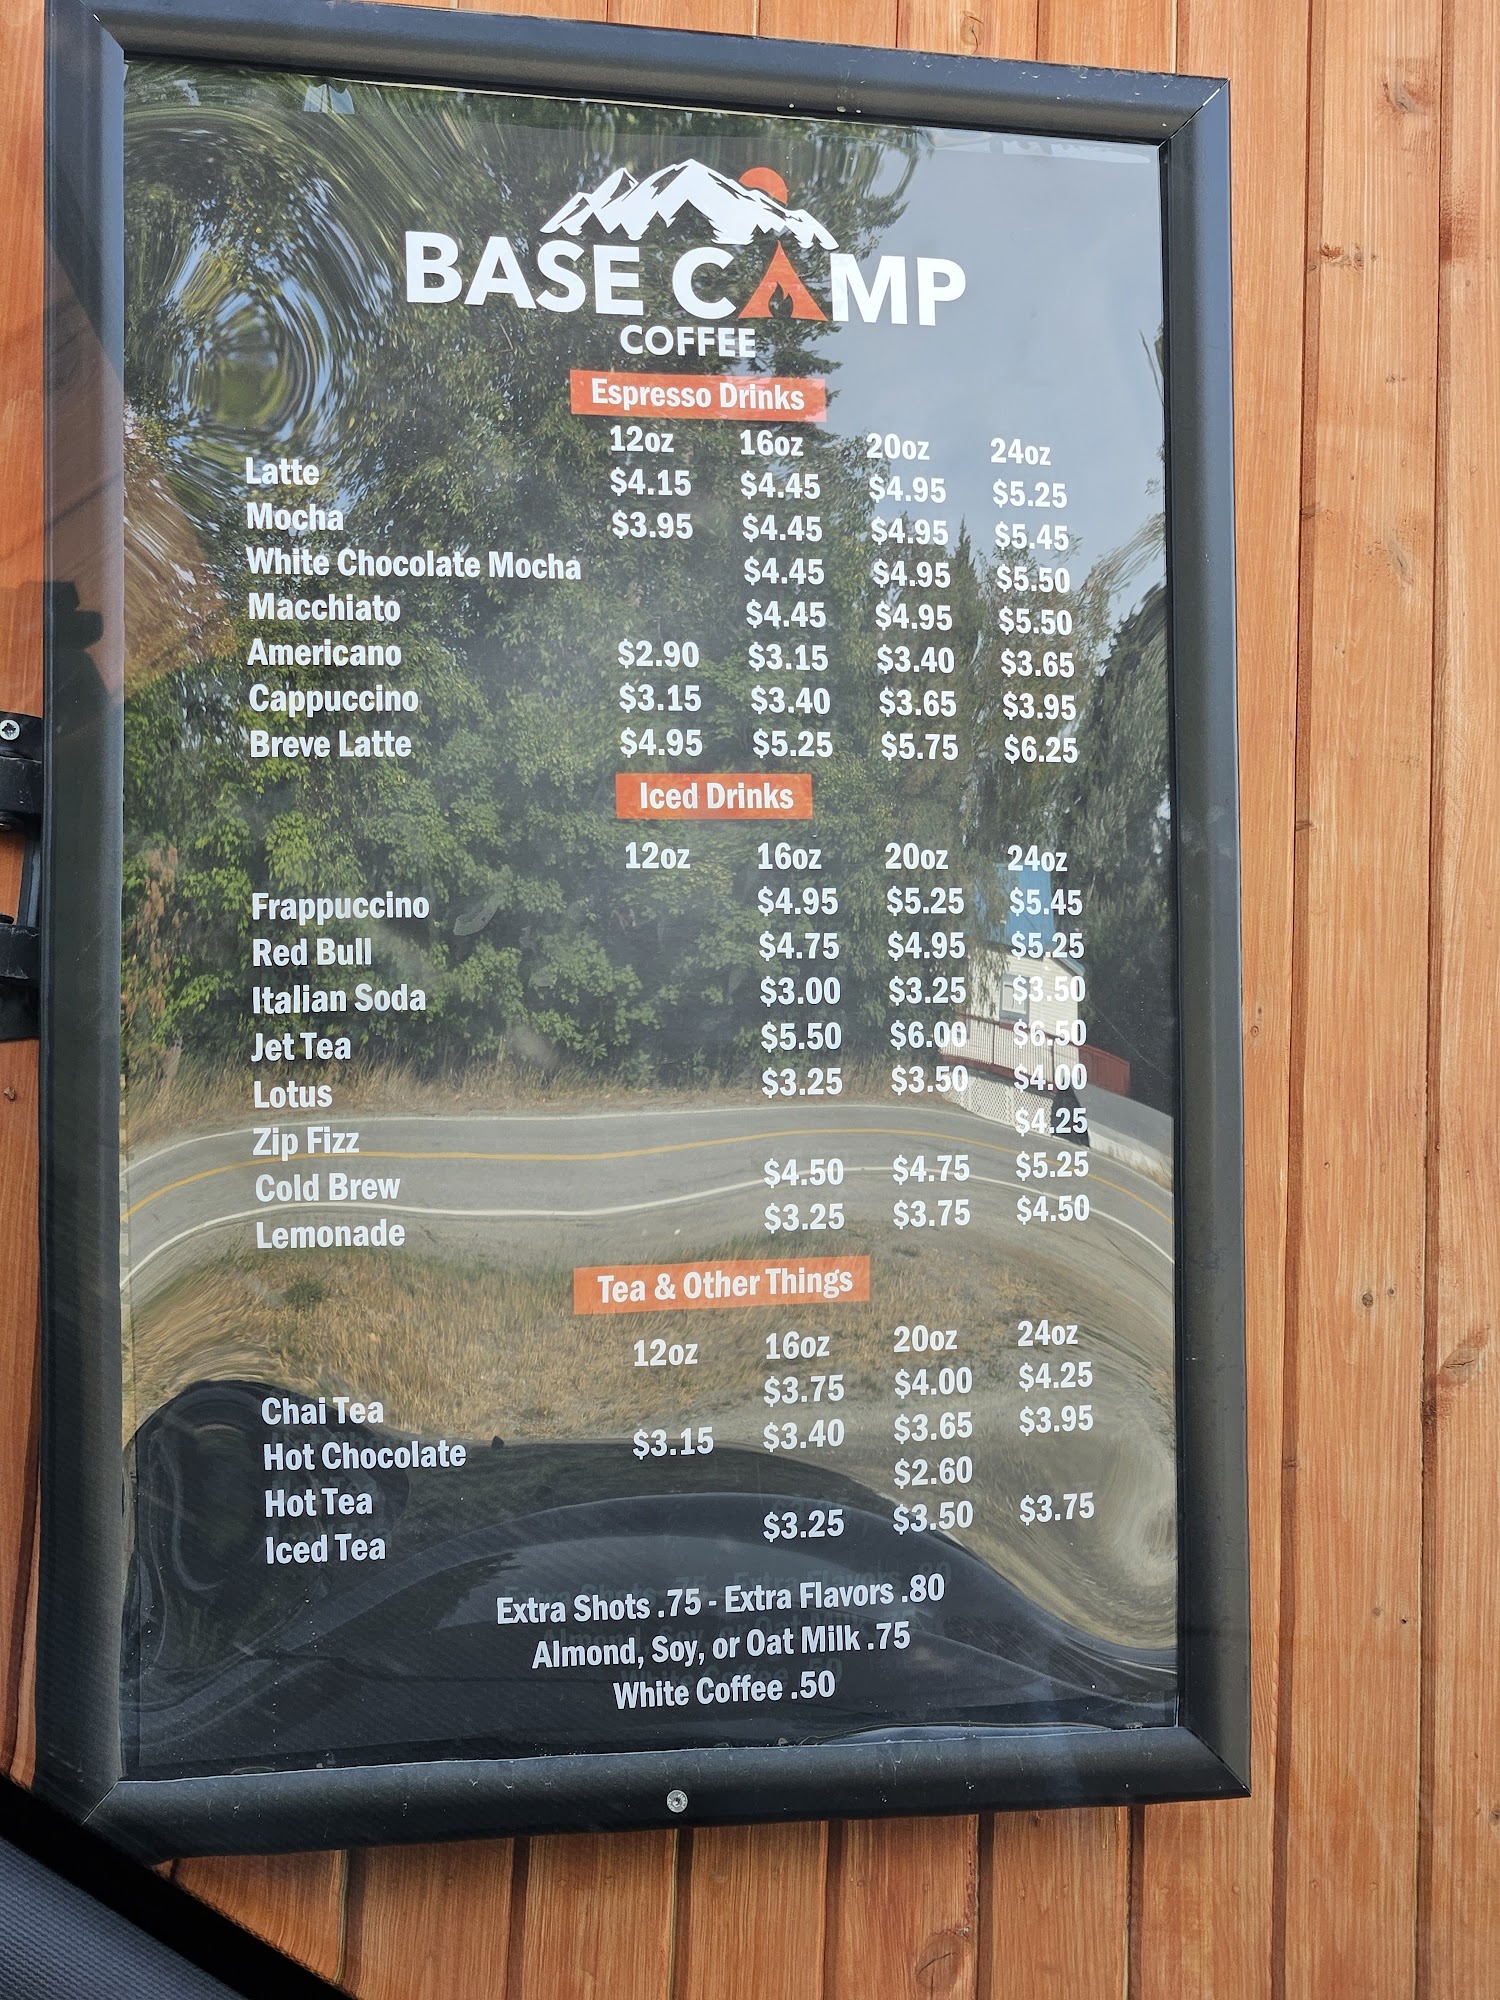 BASE CAMP
COFFEE
Espresso Drinks
12oz 16oz 20oz 24oz
Latte $4.15 $4.45 $4.95 $5.25
Mocha $3.95 $4.45 $4.95 $5.45
White Chocolate Mocha $4.45 $4.95 $5.50
Macchiato $4.45 $4.95 $5.50
Americano $2.90 $3.15 $3.40 $3.65
Cappuccino $3.15 $3.40 $3.65 $3.95
Breve Latte $4.95 $5.25 $5.75 $6.25
Iced Drinks
12oz 16oz 20oz 24oz
Frappuccino $4.95 $5.25 $5.45
Red Bull $4.75 $4.95 $5.25
Italian Soda $3.00 $3.25 $3.50
Jet Tea $5.50 $6.00 $6.50
Lotus $3.25 $3.50 $4.00
Zip Fizz $4.25
Cold Brew $4.50 $4.75 $5.25
Lemonade $3.25 $3.75 $4.50
Tea & Other Things
12oz 16oz 20oz 24oz
Chai Tea $3.75 $4.00 $4.25
Hot Chocolate $3.15 $3.40 $3.65 $3.95
Hot Tea $2.60
Iced Tea $3.25 $3.50 $3.75
Extra Shots .75 - Extra Flavors .80
Almond, Soy, or Oat Milk .75
White Coffee .50